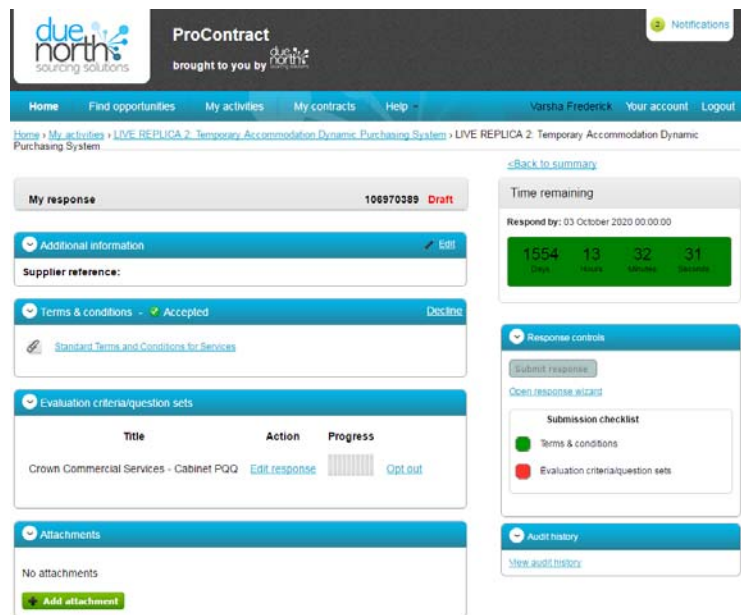 due
north
sourcing solutions
ProContract
brought to you by due north
2 Notifications
Home Find opportunities My activities My contracts Help Varsha Frederick Your account Logout
Home › My activities › LIVE REPLICA 2: Temporary Accommodation Dynamic Purchasing System › LIVE REPLICA 2: Temporary Accommodation Dynamic
Purchasing System
<Back to summary
My response 106970389 Draft
Additional information Edit
Supplier reference:
Terms & conditions - Accepted Decline
Standard Terms and Conditions for Services
Evaluation criteria/question sets
Title Action Progress
Crown Commercial Services - Cabinet PQQ Edit response Opt out
Attachments
No attachments
Add attachment
Time remaining
Respond by: 03 October 2020 00:00:00
1554 13 32 31
Days Hours Minutes Seconds
Response controls
Submit response
Open response wizard
Submission checklist
Terms & conditions
Evaluation criteria/question sets
Audit history
View audit history